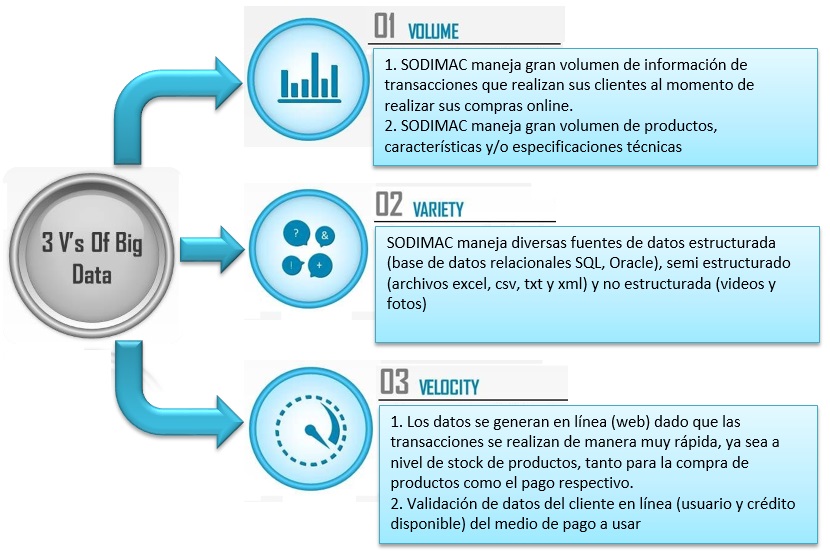 3 V's Of Big
Data
01 VOLUME
1. SODIMAC maneja gran volumen de información de
transacciones que realizan sus clientes al momento de
realizar sus compras online.
2. SODIMAC maneja gran volumen de productos,
características y/o especificaciones técnicas
02 VARIETY
? &
! +
SODIMAC maneja diversas fuentes de datos estructurada
(base de datos relacionales SQL, Oracle), semi estructurado
(archivos excel, csv, txt y xml) y no estructurada (videos y
fotos)
03 VELOCITY
1. Los datos se generan en línea (web) dado que las
transacciones se realizan de manera muy rápida, ya sea a
nivel de stock de productos, tanto para la compra de
productos como el pago respectivo.
2. Validación de datos del cliente en línea (usuario y crédito
disponible) del medio de pago a usar